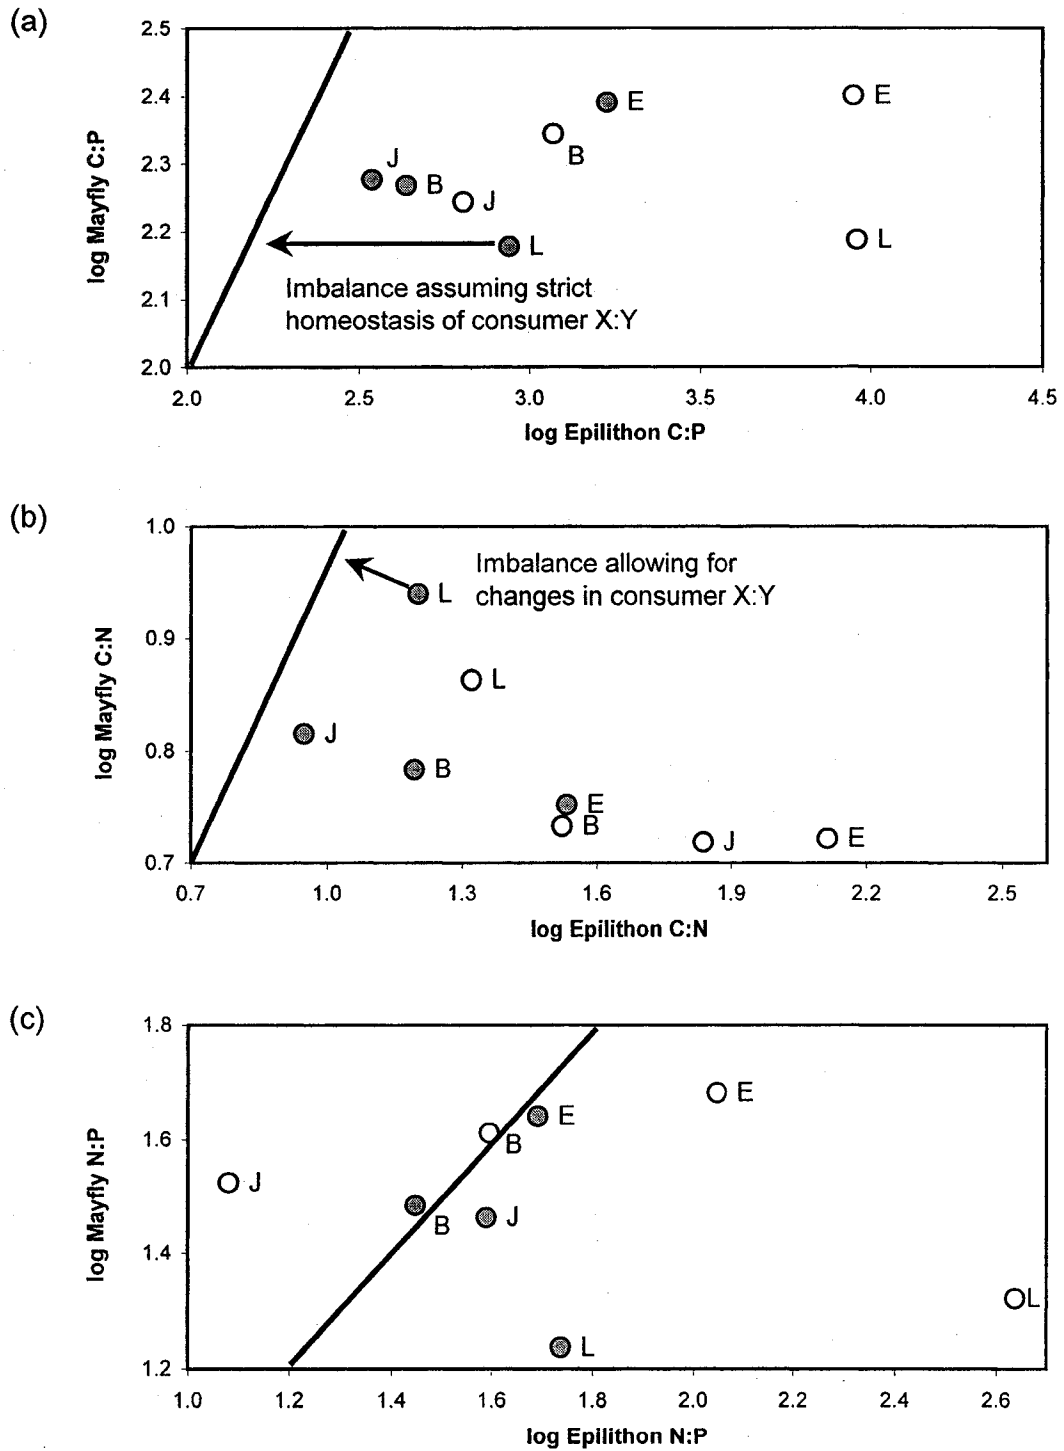 (a)
2.5
2.4
2.3
2.2
2.1
2.0
log Mayfly C:P
E
E
B
J
B
J
L
L
Imbalance assuming strict
homeostasis of consumer X:Y
2.0 2.5 3.0 3.5 4.0 4.5
log Epilithon C:P
(b)
1.0
0.9
0.8
0.7
log Mayfly C:N
Imbalance allowing for
changes in consumer X:Y
L
L
J
B
E
B
J
E
0.7 1.0 1.3 1.6 1.9 2.2 2.5
log Epilithon C:N
(c)
1.8
1.6
1.4
1.2
log Mayfly N:P
E
E
B
J
B
J
L
L
1.0 1.2 1.4 1.6 1.8 2.0 2.2 2.4 2.6
log Epilithon N:P